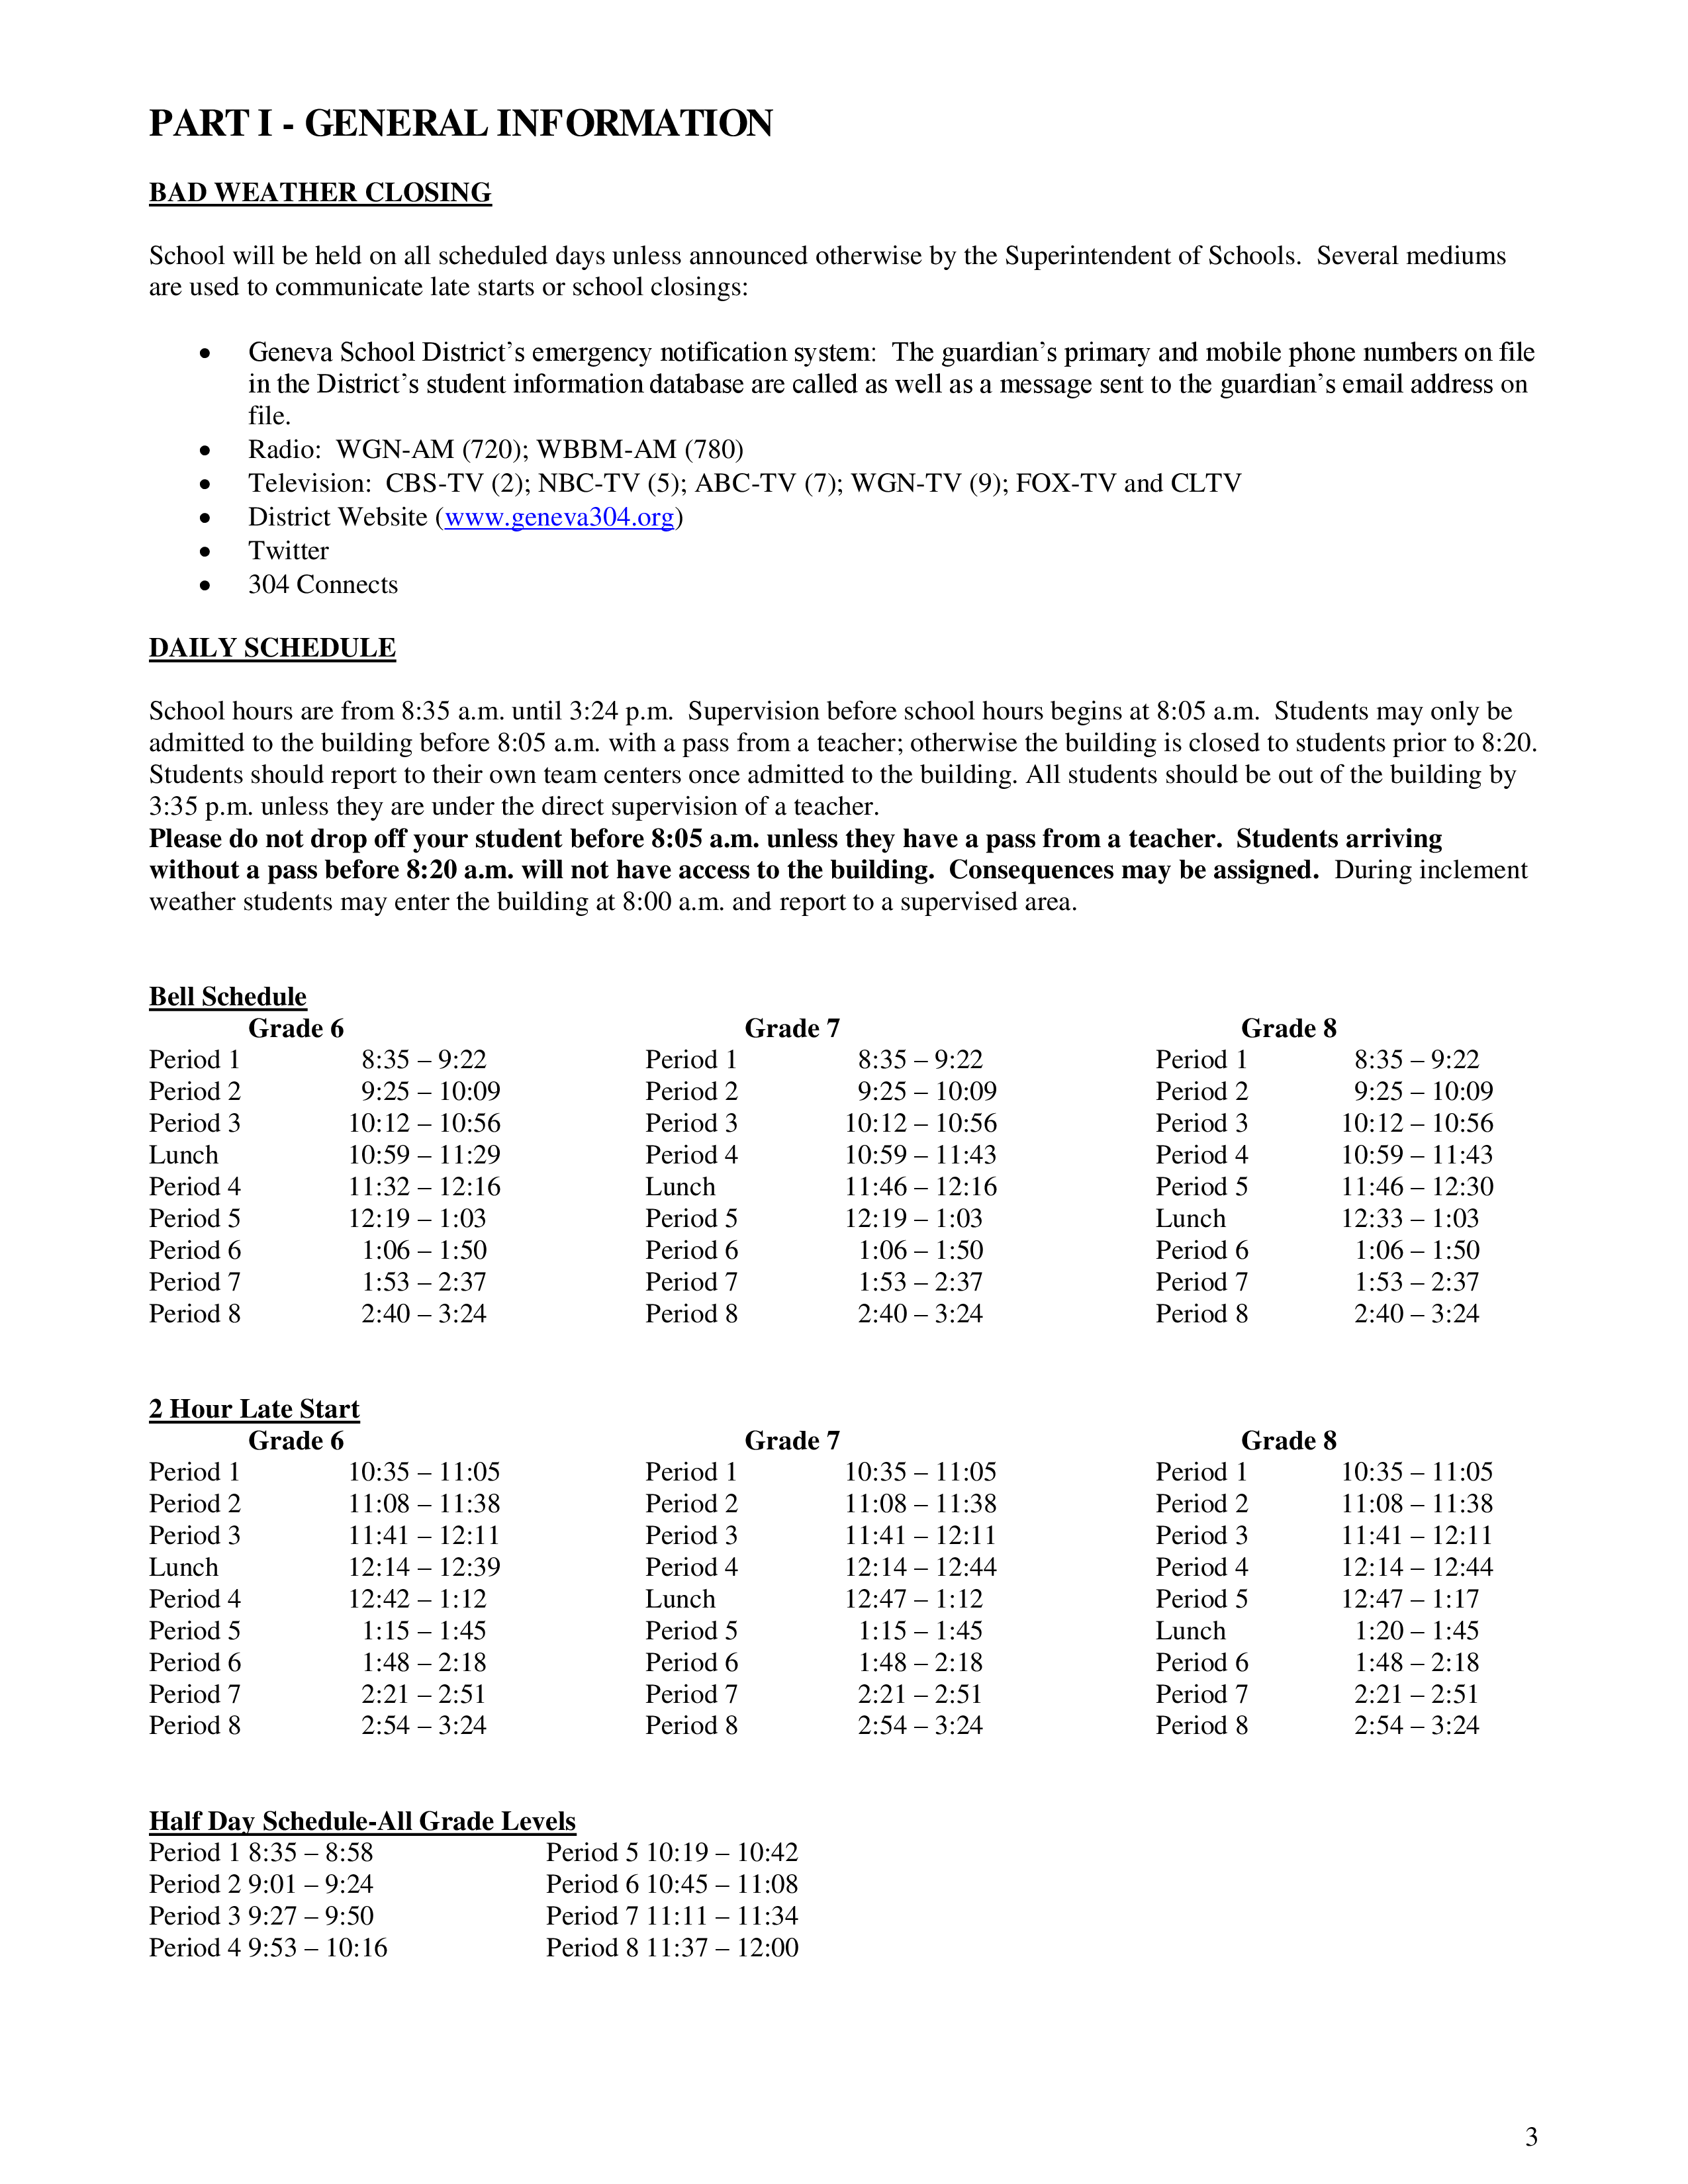 PART I - GENERAL INFORMATION
BAD WEATHER CLOSING
School will be held on all scheduled days unless announced otherwise by the Superintendent of Schools.  Several mediums
are used to communicate late starts or school closings:
• Geneva School District’s emergency notification system:  The guardian’s primary and mobile phone numbers on file
in the District’s student information database are called as well as a message sent to the guardian’s email address on
file.
• Radio:  WGN-AM (720); WBBM-AM (780)
• Television:  CBS-TV (2); NBC-TV (5); ABC-TV (7); WGN-TV (9); FOX-TV and CLTV
• District Website (www.geneva304.org)
• Twitter
• 304 Connects
DAILY SCHEDULE
School hours are from 8:35 a.m. until 3:24 p.m.  Supervision before school hours begins at 8:05 a.m.  Students may only be
admitted to the building before 8:05 a.m. with a pass from a teacher; otherwise the building is closed to students prior to 8:20.
Students should report to their own team centers once admitted to the building. All students should be out of the building by
3:35 p.m. unless they are under the direct supervision of a teacher.
Please do not drop off your student before 8:05 a.m. unless they have a pass from a teacher.  Students arriving
without a pass before 8:20 a.m. will not have access to the building.  Consequences may be assigned.  During inclement
weather students may enter the building at 8:00 a.m. and report to a supervised area.
Bell Schedule
Grade 6 Grade 7 Grade 8
Period 1 8:35 – 9:22 Period 1 8:35 – 9:22 Period 1 8:35 – 9:22
Period 2 9:25 – 10:09 Period 2 9:25 – 10:09 Period 2 9:25 – 10:09
Period 3 10:12 – 10:56 Period 3 10:12 – 10:56 Period 3 10:12 – 10:56
Lunch 10:59 – 11:29 Period 4 10:59 – 11:43 Period 4 10:59 – 11:43
Period 4 11:32 – 12:16 Lunch 11:46 – 12:16 Period 5 11:46 – 12:30
Period 5 12:19 – 1:03 Period 5 12:19 – 1:03 Lunch 12:33 – 1:03
Period 6 1:06 – 1:50 Period 6 1:06 – 1:50 Period 6 1:06 – 1:50
Period 7 1:53 – 2:37 Period 7 1:53 – 2:37 Period 7 1:53 – 2:37
Period 8 2:40 – 3:24 Period 8 2:40 – 3:24 Period 8 2:40 – 3:24
2 Hour Late Start
Grade 6 Grade 7 Grade 8
Period 1 10:35 – 11:05 Period 1 10:35 – 11:05 Period 1 10:35 – 11:05
Period 2 11:08 – 11:38 Period 2 11:08 – 11:38 Period 2 11:08 – 11:38
Period 3 11:41 – 12:11 Period 3 11:41 – 12:11 Period 3 11:41 – 12:11
Lunch 12:14 – 12:39 Period 4 12:14 – 12:44 Period 4 12:14 – 12:44
Period 4 12:42 – 1:12 Lunch 12:47 – 1:12 Period 5 12:47 – 1:17
Period 5 1:15 – 1:45 Period 5 1:15 – 1:45 Lunch 1:20 – 1:45
Period 6 1:48 – 2:18 Period 6 1:48 – 2:18 Period 6 1:48 – 2:18
Period 7 2:21 – 2:51 Period 7 2:21 – 2:51 Period 7 2:21 – 2:51
Period 8 2:54 – 3:24 Period 8 2:54 – 3:24 Period 8 2:54 – 3:24
Half Day Schedule-All Grade Levels
Period 1 8:35 – 8:58 Period 5 10:19 – 10:42
Period 2 9:01 – 9:24 Period 6 10:45 – 11:08
Period 3 9:27 – 9:50 Period 7 11:11 – 11:34
Period 4 9:53 – 10:16 Period 8 11:37 – 12:00
3